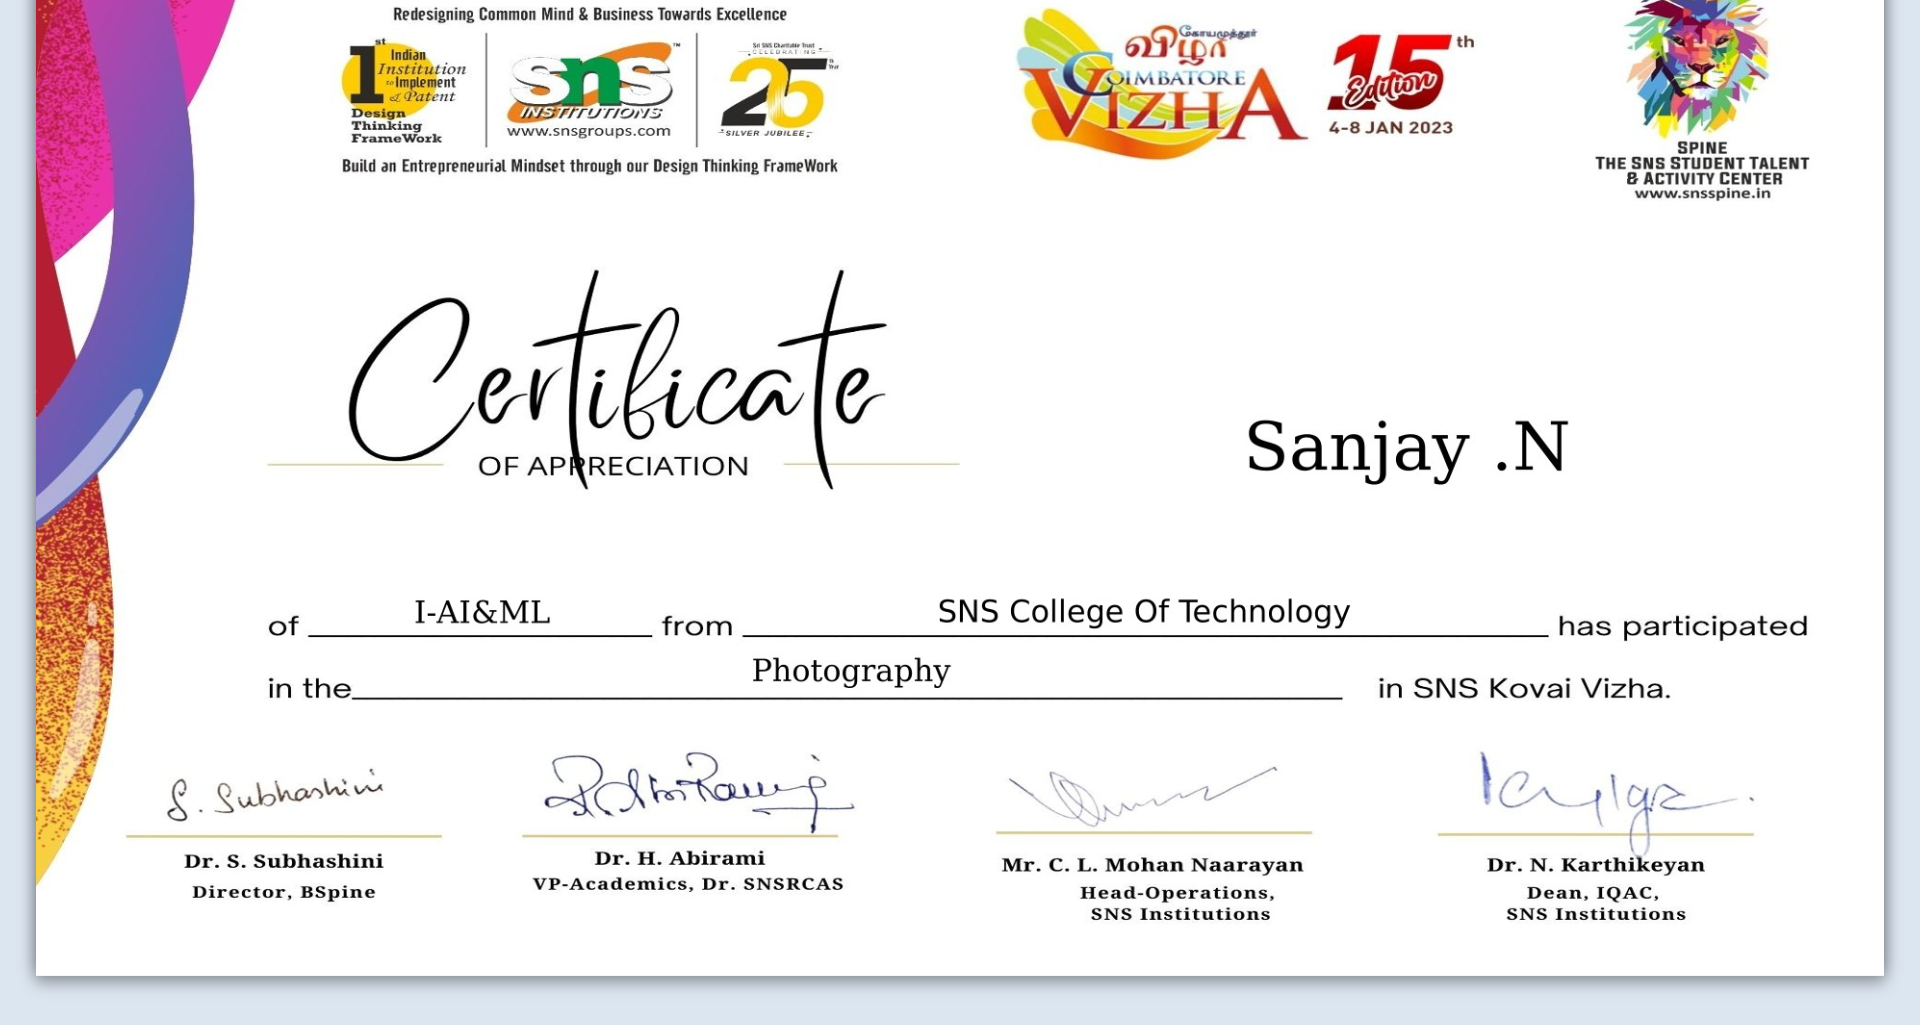 Redesigning Common Mind & Business Towards Excellence
1st
Indian
Institution
to Implement
& Patent
Design
Thinking
FrameWork
sns
INSTITUTIONS
www.snsgroups.com
™
Sri SNS Charitable Trust
CELEBRATING
25
th
Year
SILVER JUBILEE
Build an Entrepreneurial Mindset through our Design Thinking FrameWork
கோயமுத்தூர்
விழா
COIMBATORE
VIZHA
15th
Edition
4-8 JAN 2023
SPINE
THE SNS STUDENT TALENT
& ACTIVITY CENTER
www.snsspine.in
Certificate
OF APPRECIATION
Sanjay .N
of I-AI&ML from SNS College Of Technology has participated
in the Photography in SNS Kovai Vizha.
S. Subhashini
Dr. S. Subhashini
Director, BSpine
Dr. H. Abirami
VP-Academics, Dr. SNSRCAS
Mr. C. L. Mohan Naarayan
Head-Operations,
SNS Institutions
Dr. N. Karthikeyan
Dean, IQAC,
SNS Institutions